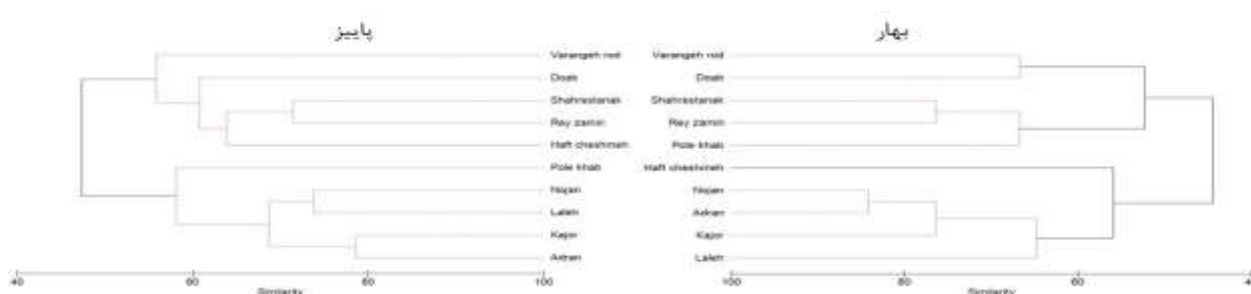 پاییز
بهار
Varangeh rod
Doab
Shahrestanak
Rey zamin
Haft cheshmeh
Pole khab
Nojan
Laleh
Kajor
Adran
40
60
80
100
Similarity
Varangeh rod
Doab
Shahrestanak
Rey zamin
Pole khab
Haft cheshmeh
Nojan
Adran
Kajor
Laleh
100
80
60
4
Similarity